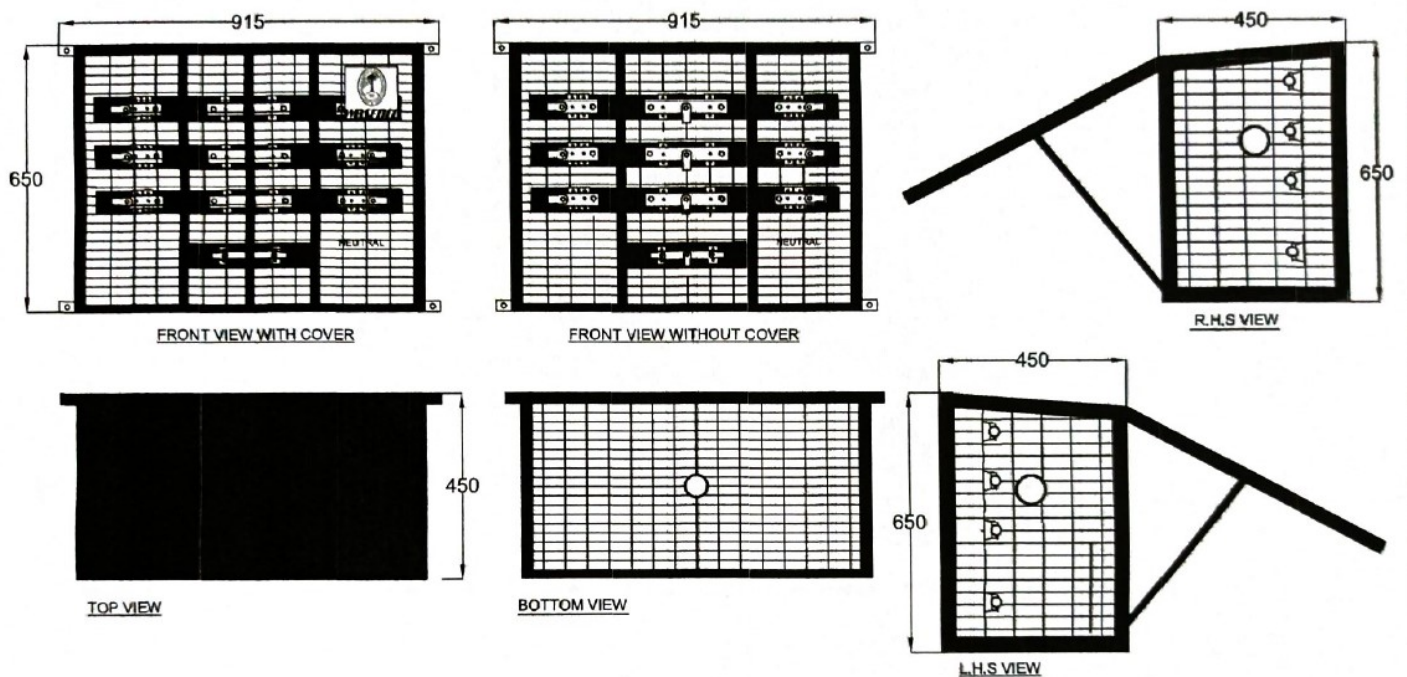 915
915
450
650
650
NEUTRAL
NEUTRAL
FRONT VIEW WITH COVER
FRONT VIEW WITHOUT COVER
R.H.S VIEW
450
450
650
TOP VIEW
BOTTOM VIEW
L.H.S VIEW